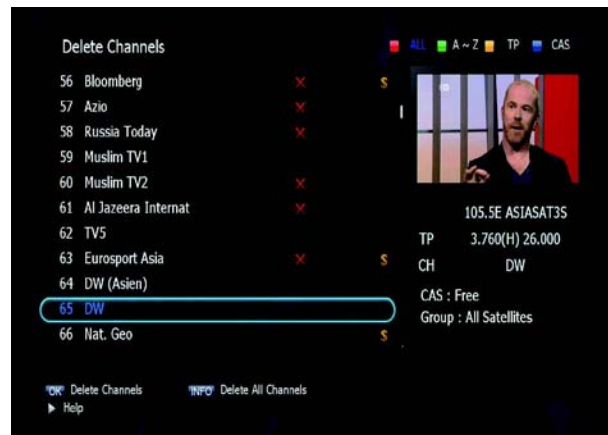 Delete Channels
ALL A ~ Z TP CAS
56 Bloomberg $
57 Azio
58 Russia Today
59 Muslim TV1
60 Muslim TV2
61 Al Jazeera Internat
62 TV5
63 Eurosport Asia $
64 DW (Asien)
65 DW
66 Nat. Geo $
105.5E ASIASAT3S
TP 3.760(H) 26.000
CH DW
CAS : Free
Group : All Satellites
OK Delete Channels INFO Delete All Channels
Help